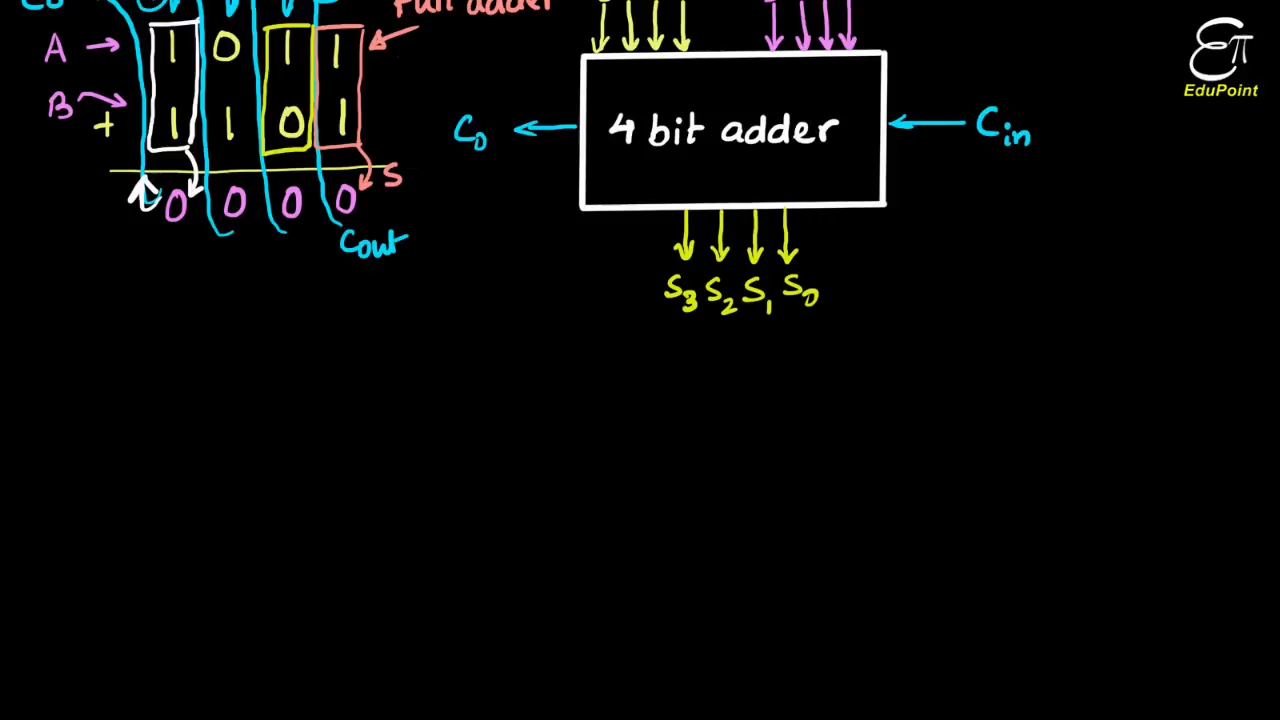 Full adder
A → 1 0 1 1
B → + 1 1 0 1
0 0 0 0 S
Cout
4 bit adder
C0
Cin
S3 S2 S1 S0
επ
EduPoint